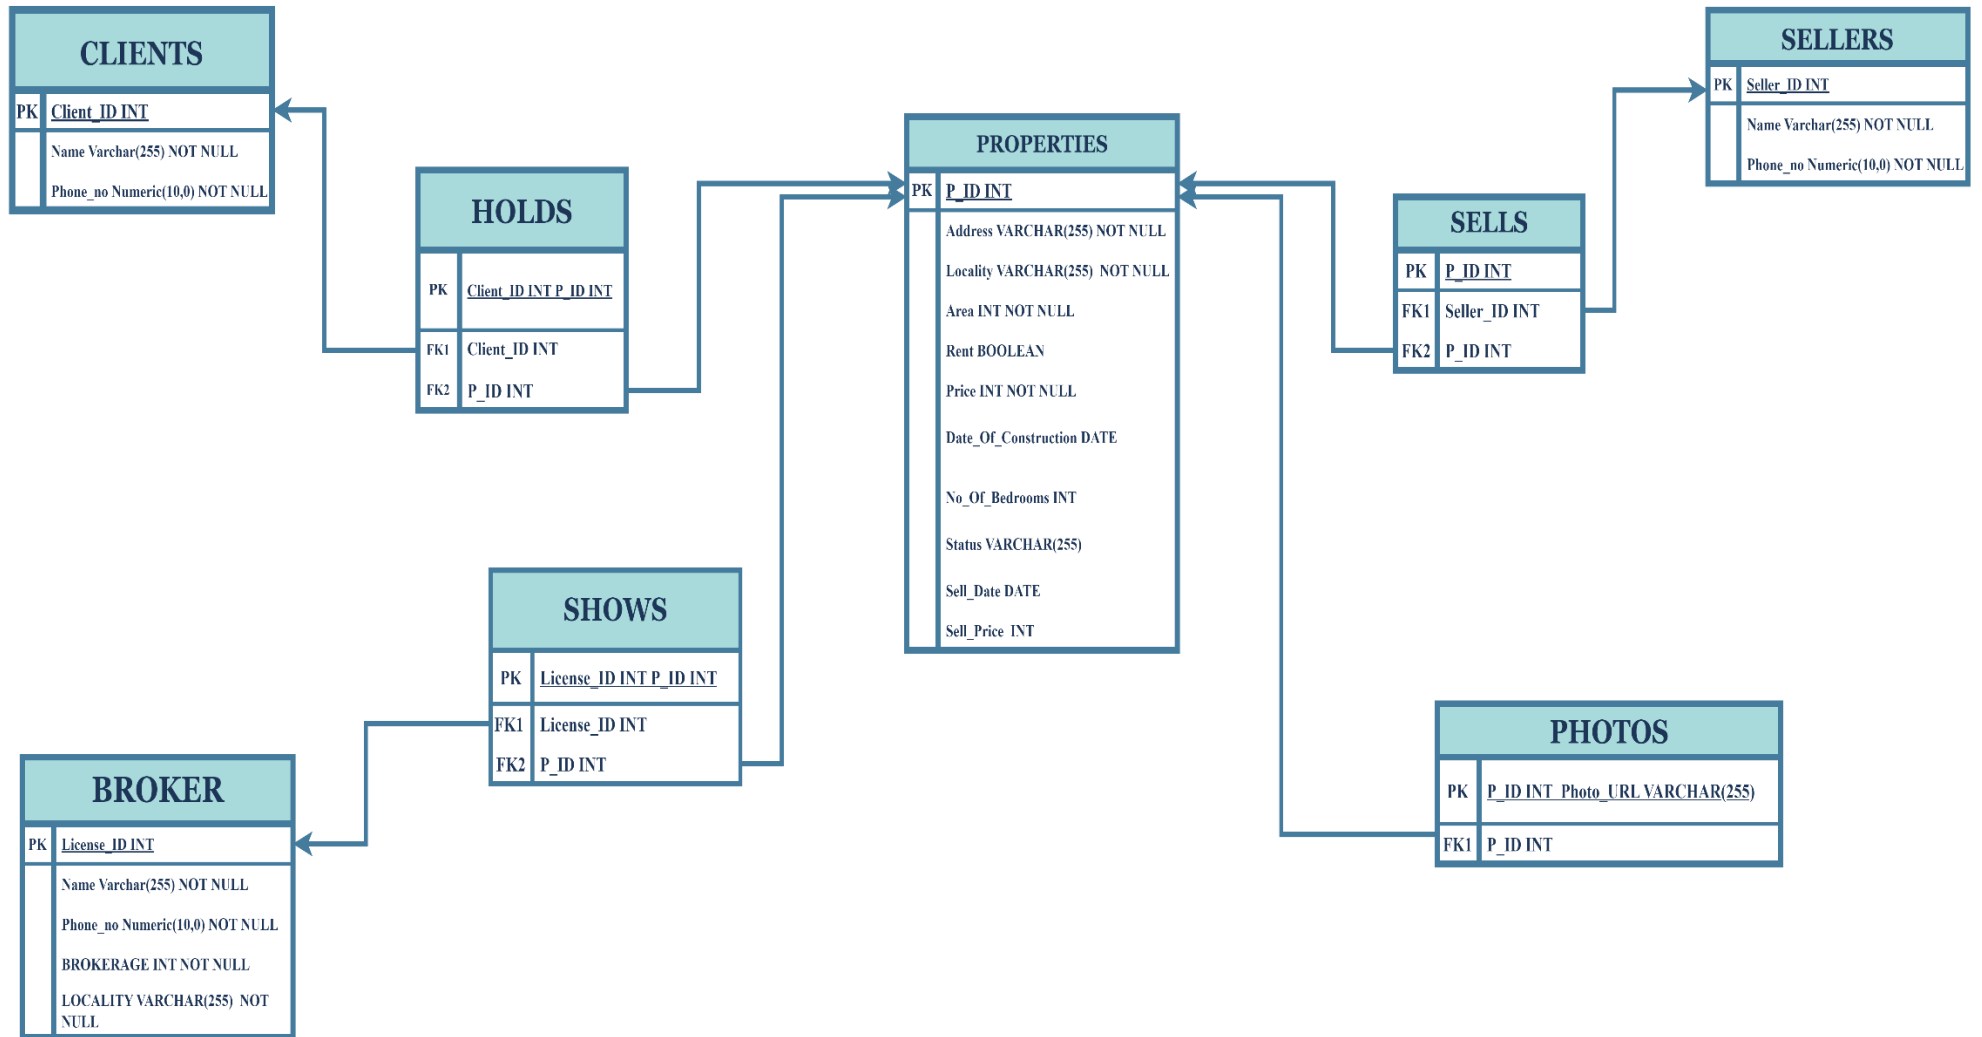 CLIENTS
PK Client_ID INT
Name Varchar(255) NOT NULL
Phone_no Numeric(10,0) NOT NULL
HOLDS
PK Client_ID INT P_ID INT
FK1 Client_ID INT
FK2 P_ID INT
SHOWS
PK License_ID INT P_ID INT
FK1 License_ID INT
FK2 P_ID INT
BROKER
PK License_ID INT
Name Varchar(255) NOT NULL
Phone_no Numeric(10,0) NOT NULL
BROKERAGE INT NOT NULL
LOCALITY VARCHAR(255) NOT
NULL
PROPERTIES
PK P_ID INT
Address VARCHAR(255) NOT NULL
Locality VARCHAR(255) NOT NULL
Area INT NOT NULL
Rent BOOLEAN
Price INT NOT NULL
Date_Of_Construction DATE
No_Of_Bedrooms INT
Status VARCHAR(255)
Sell_Date DATE
Sell_Price INT
SELLERS
PK Seller_ID INT
Name Varchar(255) NOT NULL
Phone_no Numeric(10,0) NOT NULL
SELLS
PK P_ID INT
FK1 Seller_ID INT
FK2 P_ID INT
PHOTOS
PK P_ID INT Photo_URL VARCHAR(255)
FK1 P_ID INT